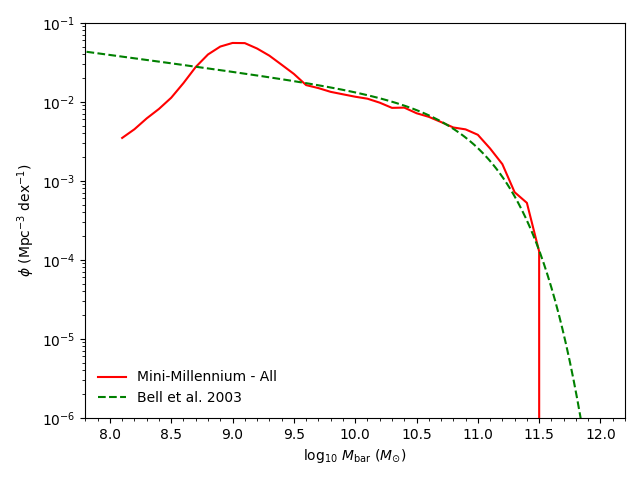 10⁻¹
10⁻²
10⁻³
10⁻⁴
10⁻⁵
10⁻⁶
ϕ (Mpc⁻³ dex⁻¹)
Mini-Millennium - All
Bell et al. 2003
8.0 8.5 9.0 9.5 10.0 10.5 11.0 11.5 12.0
log₁₀ M_bar (M_⊙)